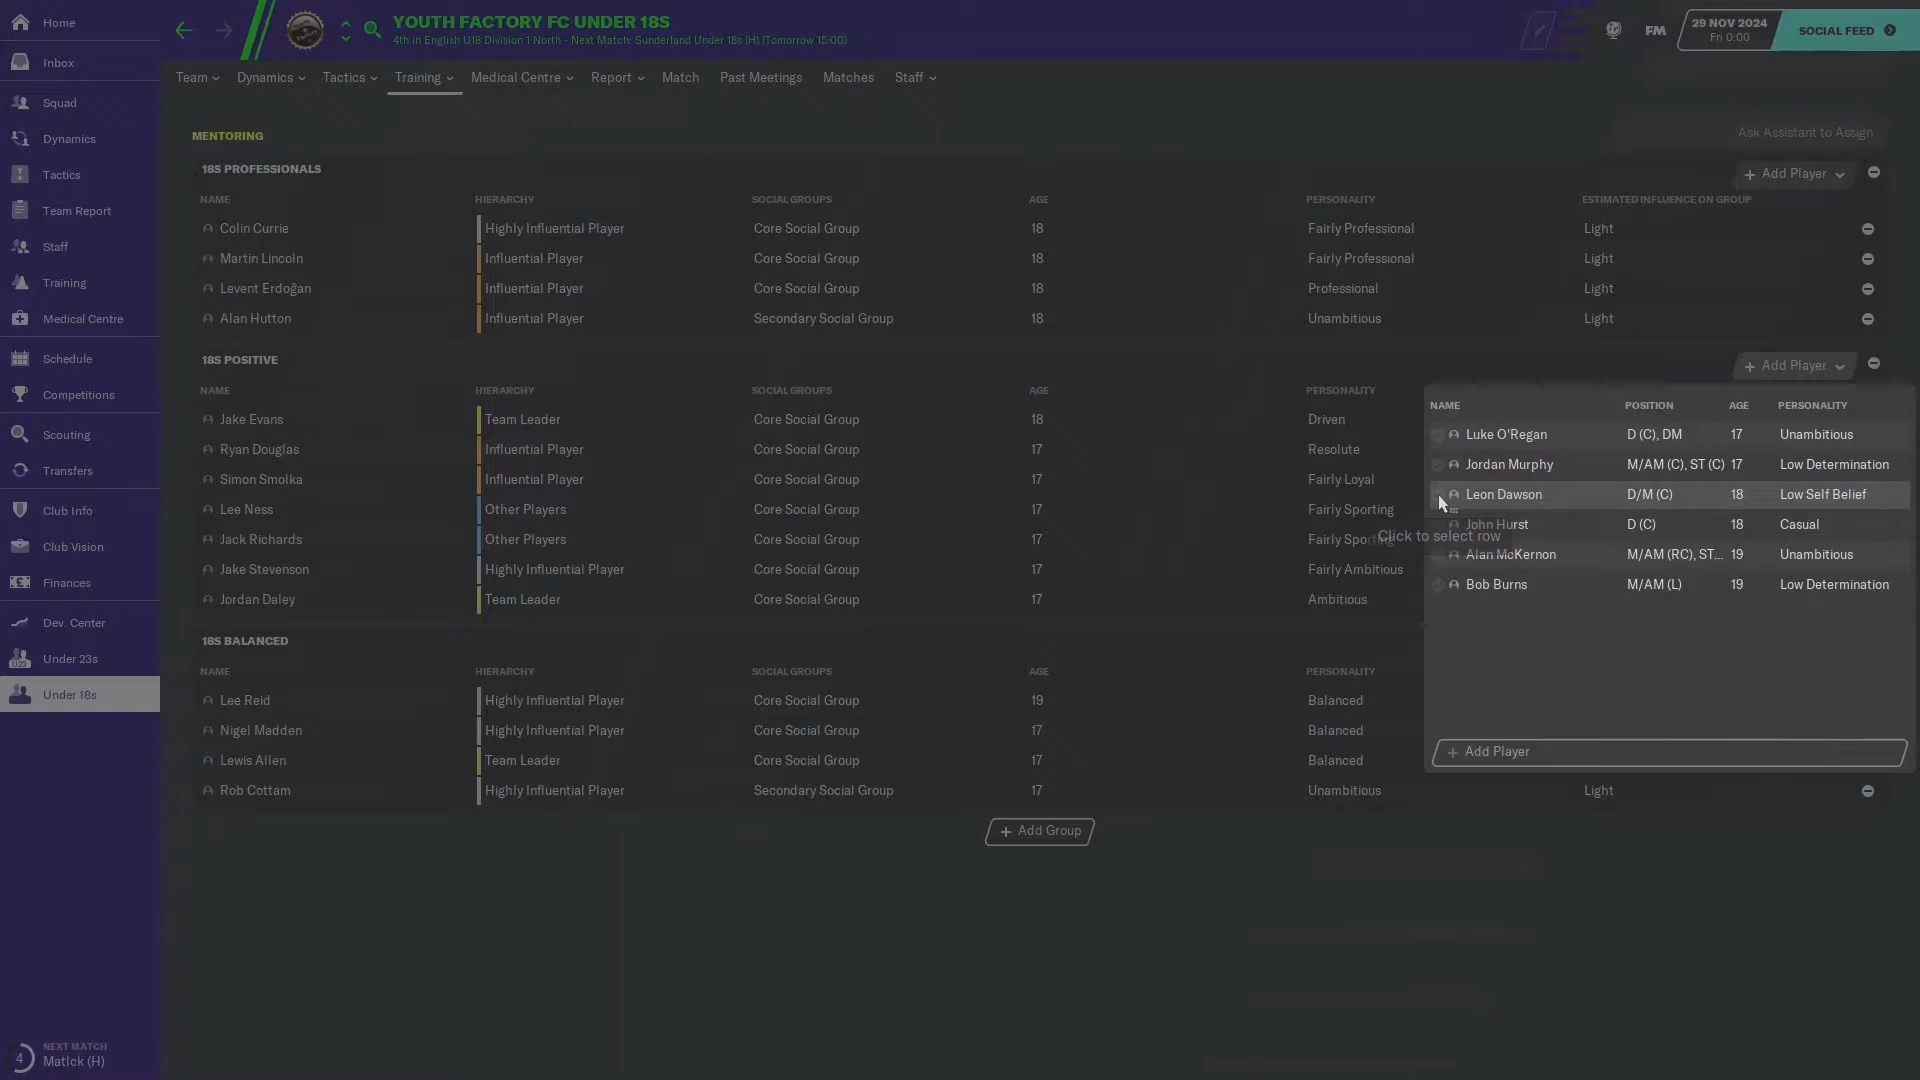 Home
Inbox
Squad
Dynamics
Tactics
Team Report
Staff
Training
Medical Centre
Schedule
Competitions
Scouting
Transfers
Club Info
Club Vision
Finances
Dev. Center
U23
Under 23s
Under 18s
4
NEXT MATCH
Matlck (H)
YOUTH FACTORY FC UNDER 18S
4th in English U18 Division 1 North - Next Match: Sunderland Under 18s (H) (Tomorrow 15:00)
FM
29 NOV 2024
Fri 0:00
SOCIAL FEED
Team Dynamics Tactics Training Medical Centre Report Match Past Meetings Matches Staff
MENTORING
Ask Assistant to Assign
18S PROFESSIONALS
Add Player
NAME HIERARCHY SOCIAL GROUPS AGE PERSONALITY ESTIMATED INFLUENCE ON GROUP
Colin Currie Highly Influential Player Core Social Group 18 Fairly Professional Light
Martin Lincoln Influential Player Core Social Group 18 Fairly Professional Light
Levent Erdoğan Influential Player Core Social Group 18 Professional Light
Alan Hutton Influential Player Secondary Social Group 18 Unambitious Light
18S POSITIVE
Add Player
NAME HIERARCHY SOCIAL GROUPS AGE PERSONALITY
Jake Evans Team Leader Core Social Group 18 Driven
Ryan Douglas Influential Player Core Social Group 17 Resolute
Simon Smolka Influential Player Core Social Group 17 Fairly Loyal
Lee Ness Other Players Core Social Group 17 Fairly Sporting
Jack Richards Other Players Core Social Group 17 Fairly Sporting
Jake Stevenson Highly Influential Player Core Social Group 17 Fairly Ambitious
Jordan Daley Team Leader Core Social Group 17 Ambitious
NAME POSITION AGE PERSONALITY
Luke O'Regan D (C), DM 17 Unambitious
Jordan Murphy M/AM (C), ST (C) 17 Low Determination
Leon Dawson D/M (C) 18 Low Self Belief
John Hurst D (C) 18 Casual
Click to select row
Alan McKernon M/AM (RC), ST... 19 Unambitious
Bob Burns M/AM (L) 19 Low Determination
Add Player
18S BALANCED
NAME HIERARCHY SOCIAL GROUPS AGE PERSONALITY
Lee Reid Highly Influential Player Core Social Group 19 Balanced
Nigel Madden Highly Influential Player Core Social Group 17 Balanced
Lewis Allen Team Leader Core Social Group 17 Balanced
Rob Cottam Highly Influential Player Secondary Social Group 17 Unambitious Light
Add Group